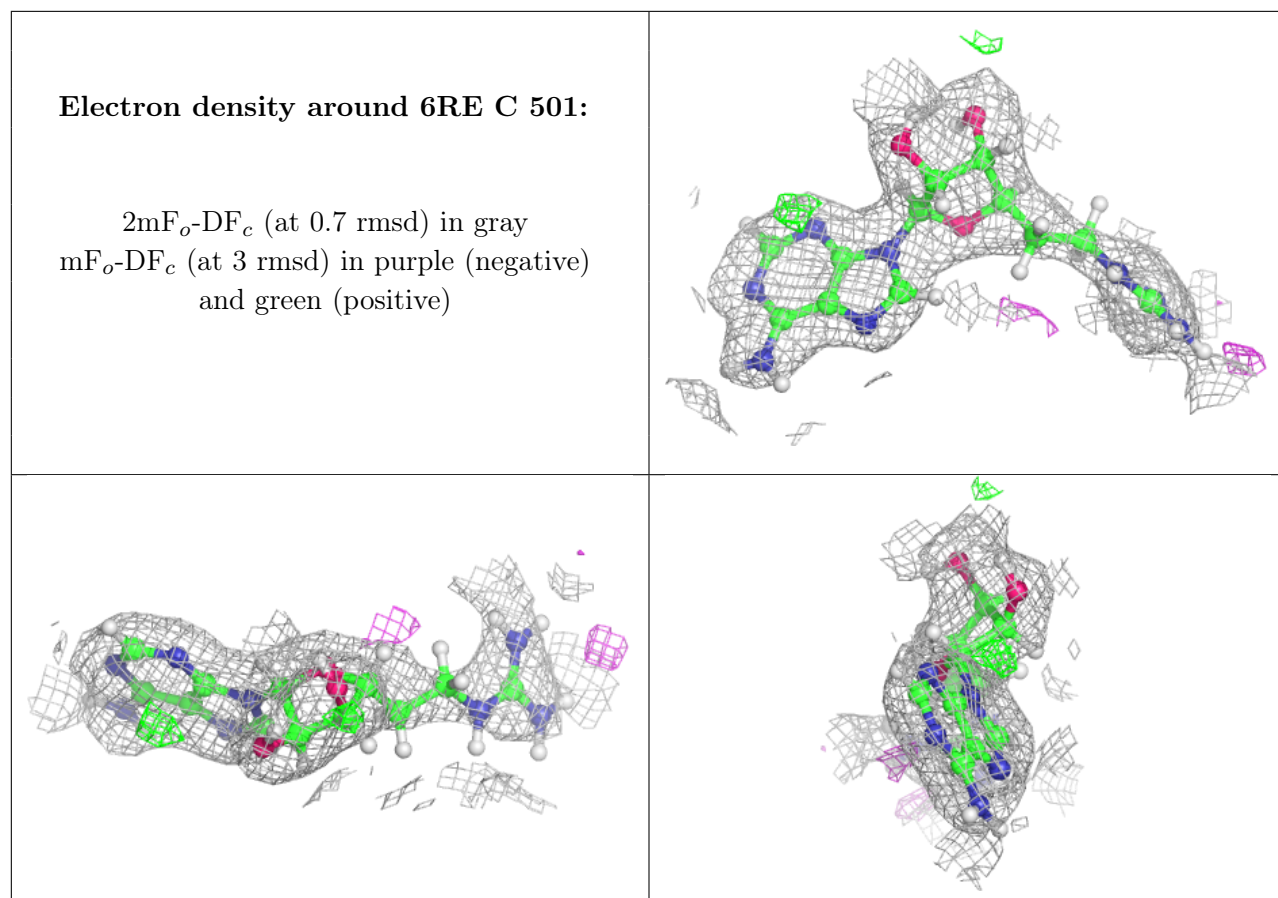 Electron density around 6RE C 501:
2mFo-DFc (at 0.7 rmsd) in gray
mFo-DFc (at 3 rmsd) in purple (negative)
and green (positive)